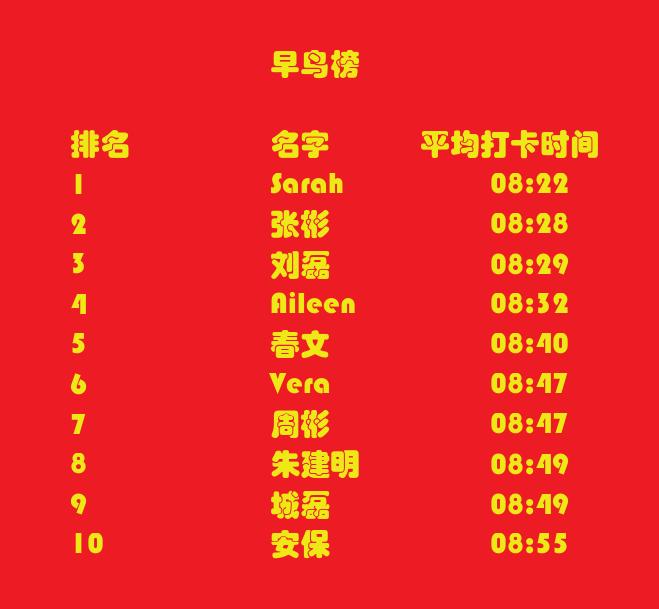 早鸟榜
排名 名字 平均打卡时间
1 Sarah 08:22
2 张彬 08:28
3 刘磊 08:29
4 Aileen 08:32
5 春文 08:40
6 Vera 08:47
7 周彬 08:47
8 朱建明 08:49
9 城磊 08:49
10 安保 08:55